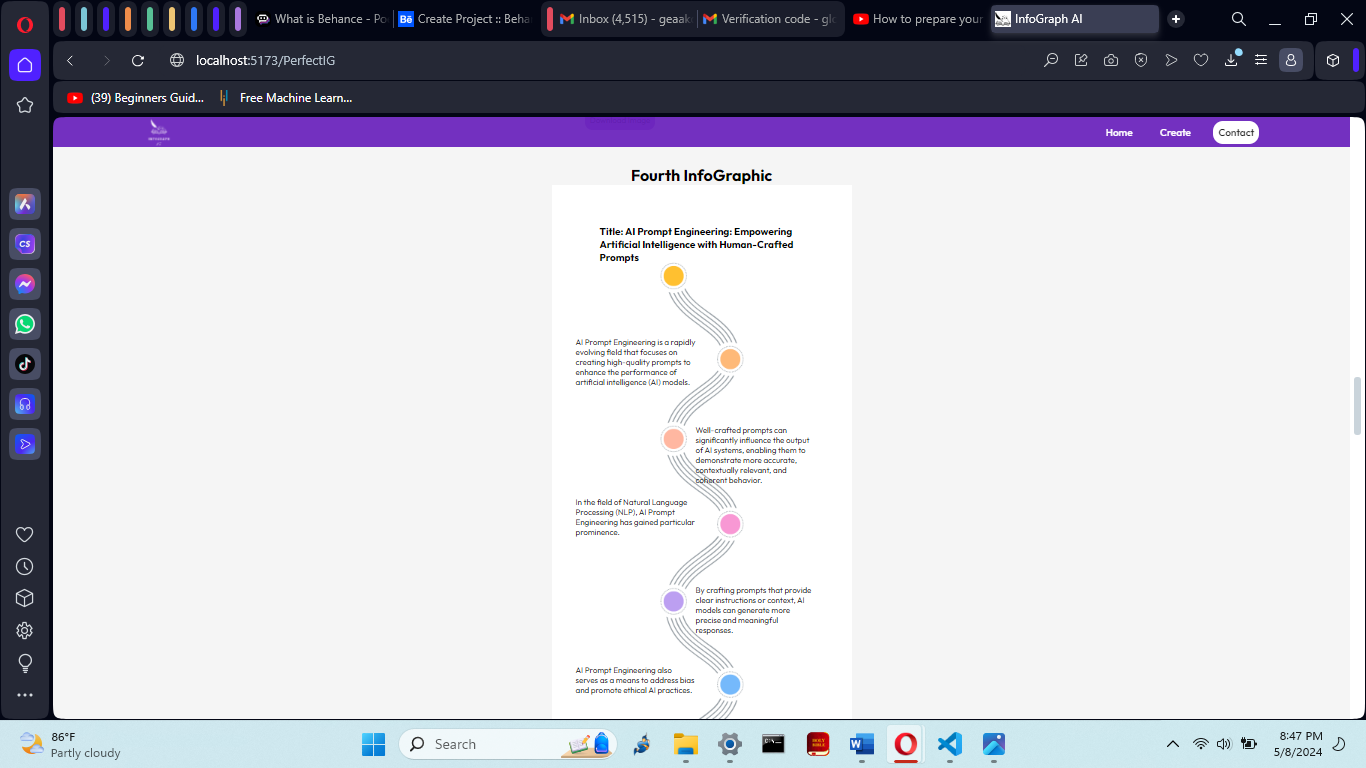 What is Behance - Po
Create Project :: Beha
Inbox (4,515) - geaak
Verification code - glo
How to prepare your
InfoGraph AI
localhost:5173/PerfectIG
(39) Beginners Guid...
Free Machine Learn...
Home
Create
Contact
Fourth InfoGraphic
Title: AI Prompt Engineering: Empowering
Artificial Intelligence with Human-Crafted
Prompts
AI Prompt Engineering is a rapidly
evolving field that focuses on
creating high-quality prompts to
enhance the performance of
artificial intelligence (AI) models.
Well-crafted prompts can
significantly influence the output
of AI systems, enabling them to
demonstrate more accurate,
contextually relevant, and
coherent behavior.
In the field of Natural Language
Processing (NLP), AI Prompt
Engineering has gained particular
prominence.
By crafting prompts that provide
clear instructions or context, AI
models can generate more
precise and meaningful
responses.
AI Prompt Engineering also
serves as a means to address bias
and promote ethical AI practices.
CS
86°F
Partly cloudy
Search
HOLY
BIBLE
8:47 PM
5/8/2024